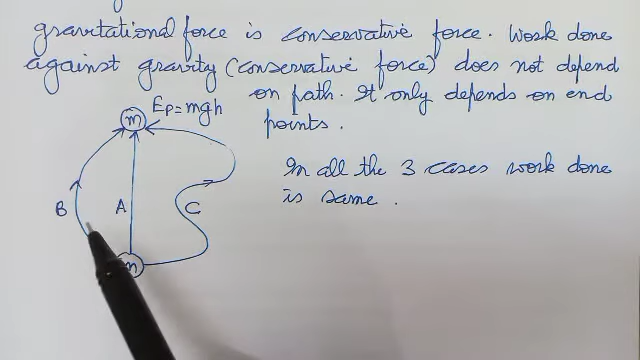 gravitational force is conservative force. Work done
against gravity (conservative force) does not depend
on path. It only depends on end
points.
Ep = mgh
m
In all the 3 cases work done
is same.
B
A
C
m